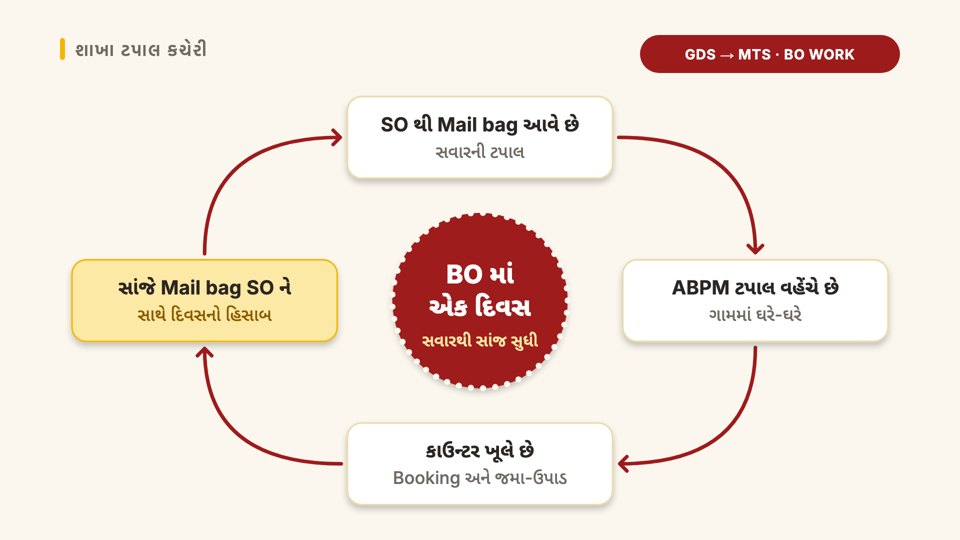 શાખા ટપાલ કચેરી
GDS → MTS · BO WORK
SO થી Mail bag આવે છે
સવારની ટપાલ
ABPM ટપાલ વહેંચે છે
ગામમાં ઘરે-ઘરે
કાઉન્ટર ખૂલે છે
Booking અને જમા-ઉપાડ
સાંજે Mail bag SO ને
સાથે દિવસનો હિસાબ
BO માં
એક દિવસ
સવારથી સાંજ સુધી